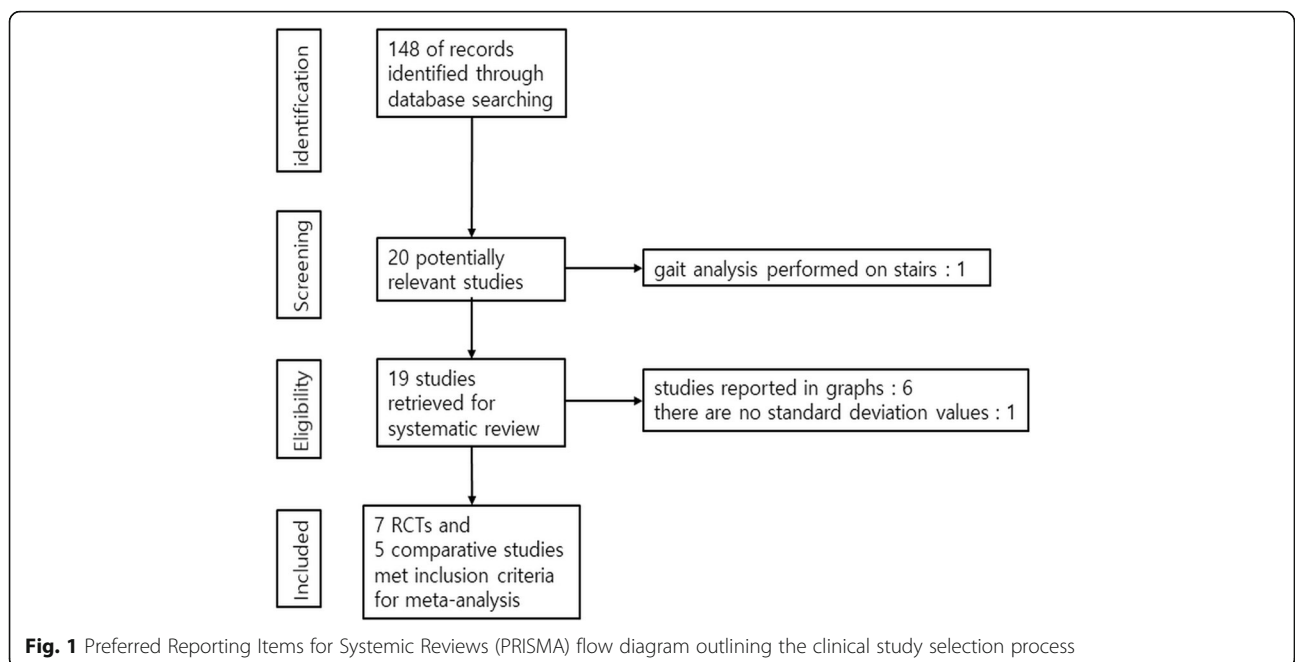 identification
148 of records
identified through
database searching
Screening
20 potentially
relevant studies
gait analysis performed on stairs : 1
Eligibility
19 studies
retrieved for
systematic review
studies reported in graphs : 6
there are no standard deviation values : 1
Included
7 RCTs and
5 comparative studies
met inclusion criteria
for meta-analysis
Fig. 1 Preferred Reporting Items for Systemic Reviews (PRISMA) flow diagram outlining the clinical study selection process